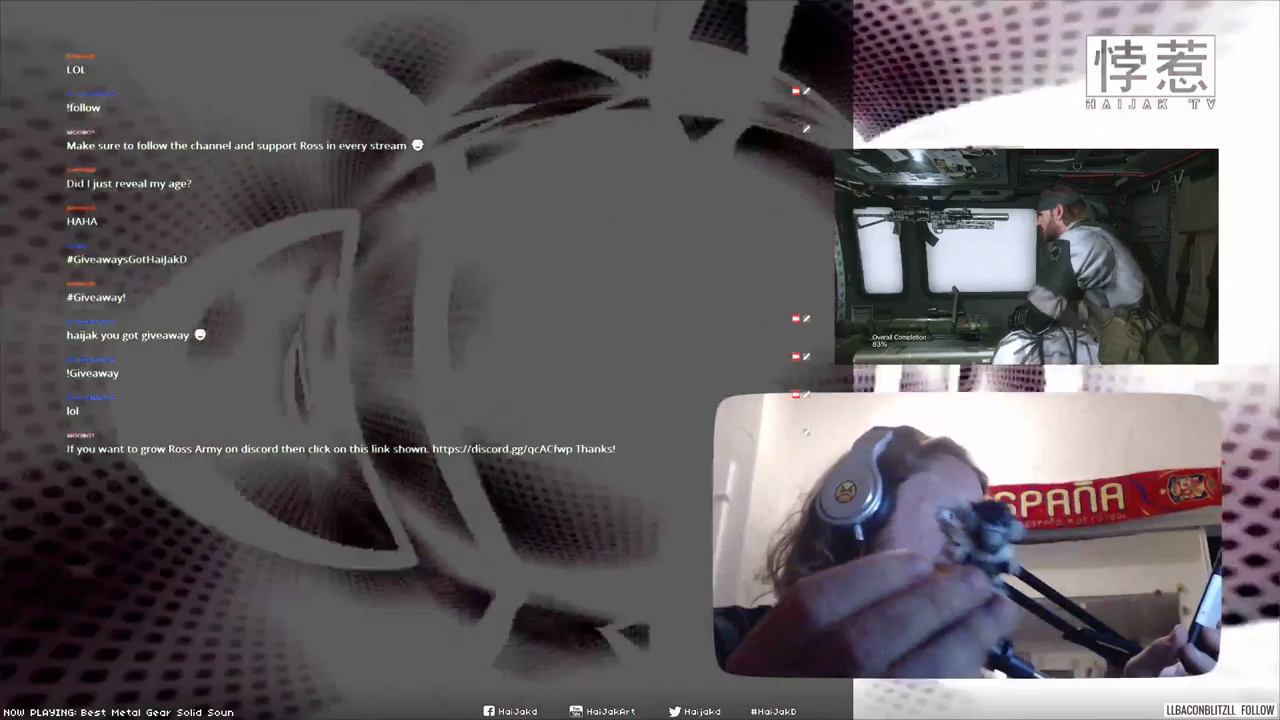 LOL
!follow
MOOBOT
Make sure to follow the channel and support Ross in every stream
Did I just reveal my age?
HAHA
#GiveawaysGotHaiJakD
#Giveaway!
haijak you got giveaway
!Giveaway
lol
MOOBOT
If you want to grow Ross Army on discord then click on this link shown. https://discord.gg/qcACfwp Thanks!
悖惹
HAIJAK TV
Overall Completion
83%
ESPAÑA
NOW PLAYING: Best Metal Gear Solid Soun
HaiJakd
HaiJakArt
Haijakd
#HaiJakD
LLBACONBLITZLL FOLLOW